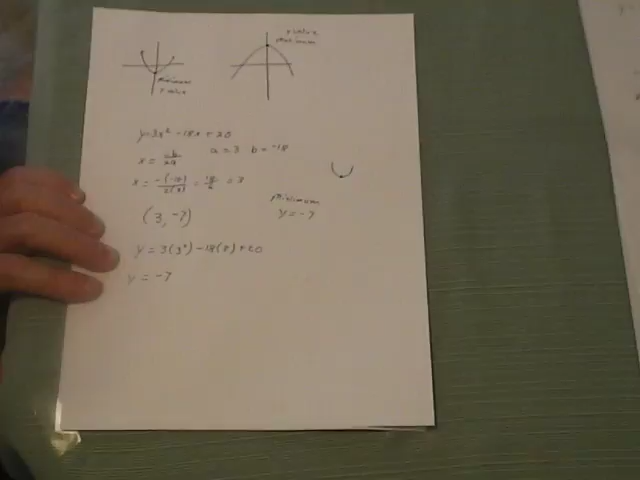 y value
minimum
y value
y=3x² -18x +20
x = -b/2a a = 3 b = -18
x = -(-18)/2(3) = 18/6 = 3
minimum
(3, -7) y = -7
y = 3(3²) -18(3) +20
y = -7